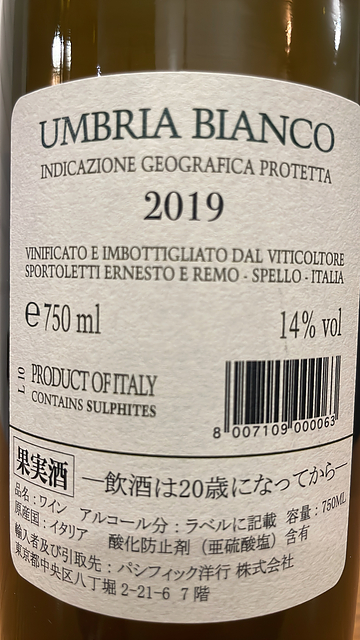 UMBRIA BIANCO
INDICAZIONE GEOGRAFICA PROTETTA
2019
VINIFICATO E IMBOTTIGLIATO DAL VITICOLTORE
SPORTOLETTI ERNESTO E REMO - SPELLO - ITALIA
℮ 750 ml 14% vol
L 10 PRODUCT OF ITALY
CONTAINS SULPHITES
8 007109 000063
果実酒 ―飲酒は20歳になってから―
品名:ワイン アルコール分:ラベルに記載 容量:750ML
原産国:イタリア 酸化防止剤(亜硫酸塩)含有
輸入者及び引取先:パシフィック洋行 株式会社
東京都中央区八丁堀 2-21-6 7階